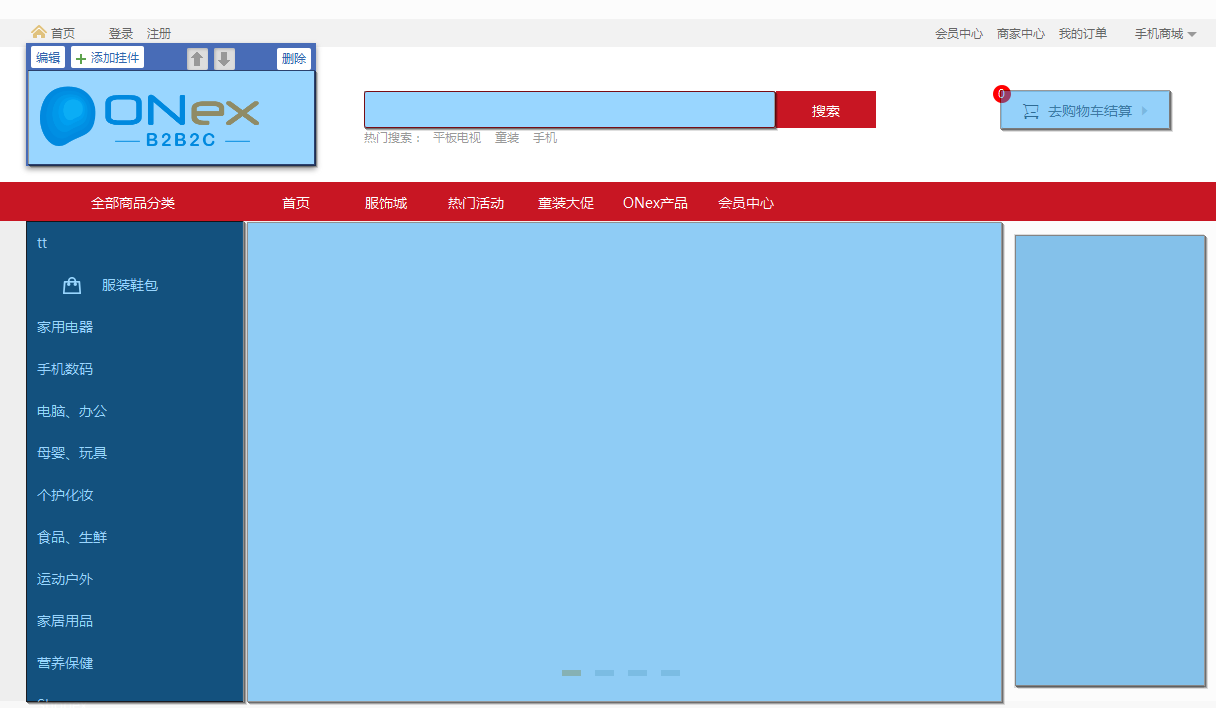 首页 登录 注册 会员中心 商家中心 我的订单 手机商城
编辑 添加挂件 删除
ONex
B2B2C
搜索
0 去购物车结算
热门搜索： 平板电视 童装 手机
全部商品分类 首页 服饰城 热门活动 童装大促 ONex产品 会员中心
tt
服装鞋包
家用电器
手机数码
电脑、办公
母婴、玩具
个护化妆
食品、生鲜
运动户外
家居用品
营养保健